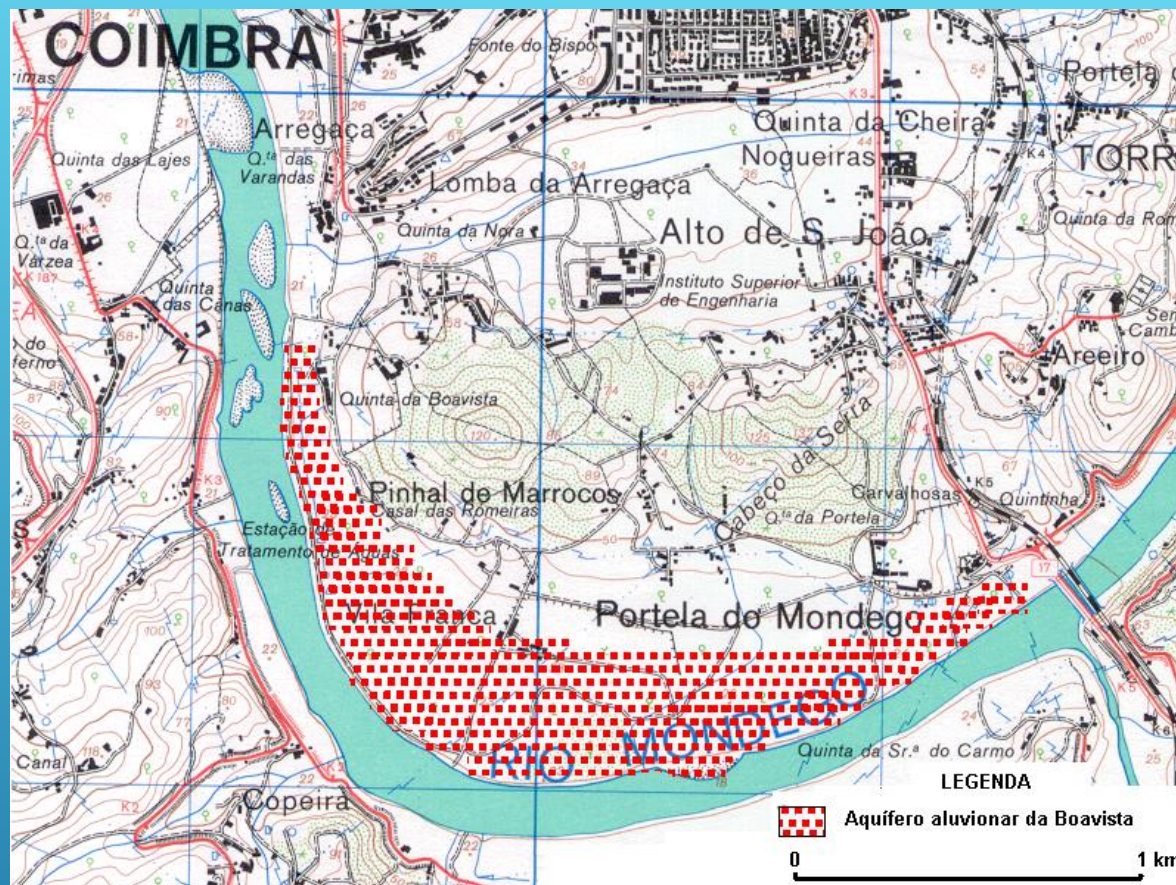 COIMBRA
Fonte do Bispo
Portela
Arregaça
Quinta da Cheira
Quinta das Lajes
Q.ta das
Varandas
Nogueiras
TORR
Lomba da Arregaça
Q.ta da
Várzea
Quinta da Nora
Alto de S. João
Quinta
das Canas
Instituto Superior
de Engenharia
Areeiro
Quinta da Boavista
Cabeço da Serra
Pinhal de Marrocos
Casal das Romeiras
Carvalhosas
Quintinha
Q.ta da Portela
Estação de
Tratamento de Águas
Vila Franca
Portela do Mondego
RIO MONDEGO
Quinta da Sr.a do Carmo
Canal
Copeira
LEGENDA
Aquífero aluvionar da Boavista
0 1 km